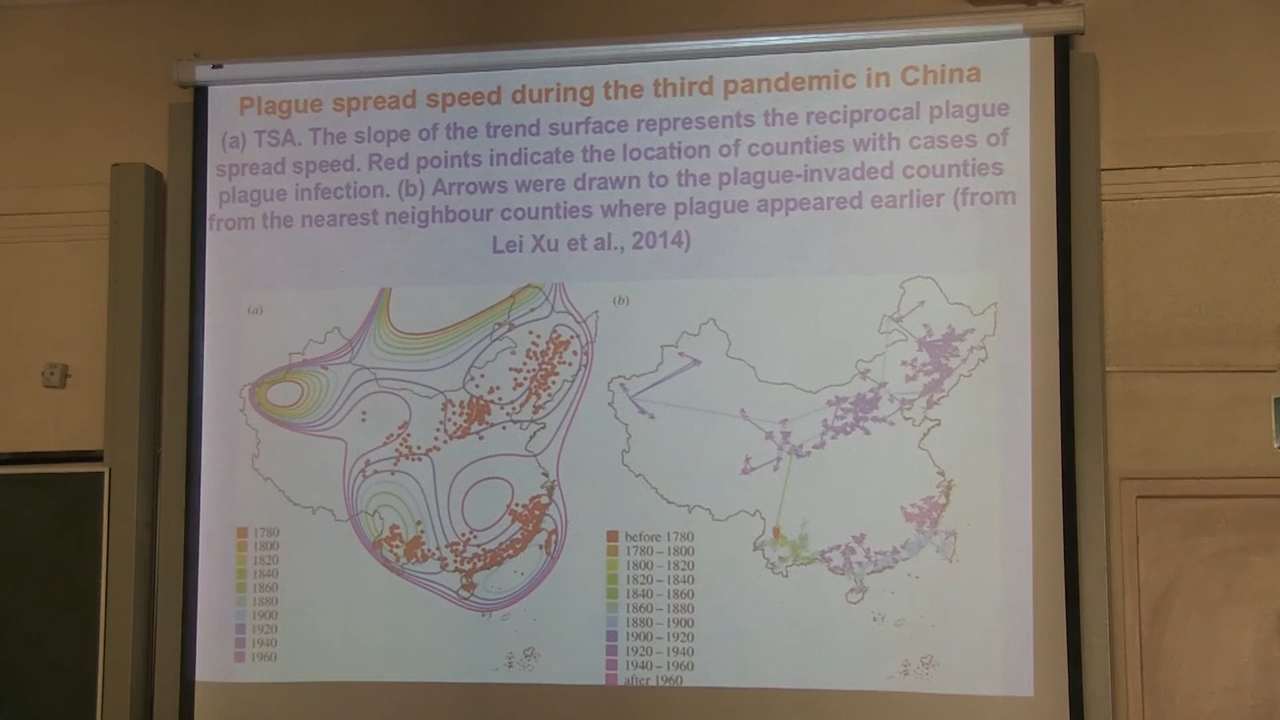 Plague spread speed during the third pandemic in China
(a) TSA. The slope of the trend surface represents the reciprocal plague
spread speed. Red points indicate the location of counties with cases of
plague infection. (b) Arrows were drawn to the plague-invaded counties
from the nearest neighbour counties where plague appeared earlier (from
Lei Xu et al., 2014)
(a)
1780
1800
1820
1840
1860
1880
1900
1920
1940
1960
(b)
before 1780
1780–1800
1800–1820
1820–1840
1840–1860
1860–1880
1880–1900
1900–1920
1920–1940
1940–1960
after 1960